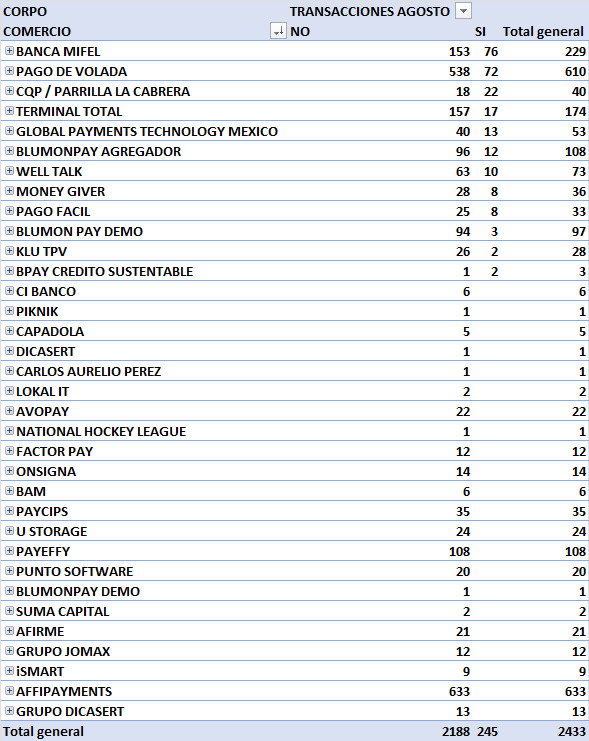 CORPO TRANSACCIONES AGOSTO
COMERCIO NO SI Total general
BANCA MIFEL 153 76 229
PAGO DE VOLADA 538 72 610
CQP / PARRILLA LA CABRERA 18 22 40
TERMINAL TOTAL 157 17 174
GLOBAL PAYMENTS TECHNOLOGY MEXICO 40 13 53
BLUMONPAY AGREGADOR 96 12 108
WELL TALK 63 10 73
MONEY GIVER 28 8 36
PAGO FACIL 25 8 33
BLUMON PAY DEMO 94 3 97
KLU TPV 26 2 28
BPAY CREDITO SUSTENTABLE 1 2 3
CI BANCO 6 6
PIKNIK 1 1
CAPADOLA 5 5
DICASERT 1 1
CARLOS AURELIO PEREZ 1 1
LOKAL IT 2 2
AVOPAY 22 22
NATIONAL HOCKEY LEAGUE 1 1
FACTOR PAY 12 12
ONSIGNA 14 14
BAM 6 6
PAYCIPS 35 35
U STORAGE 24 24
PAYEFFY 108 108
PUNTO SOFTWARE 20 20
BLUMONPAY DEMO 1 1
SUMA CAPITAL 2 2
AFIRME 21 21
GRUPO JOMAX 12 12
iSMART 9 9
AFFIPAYMENTS 633 633
GRUPO DICASERT 13 13
Total general 2188 245 2433